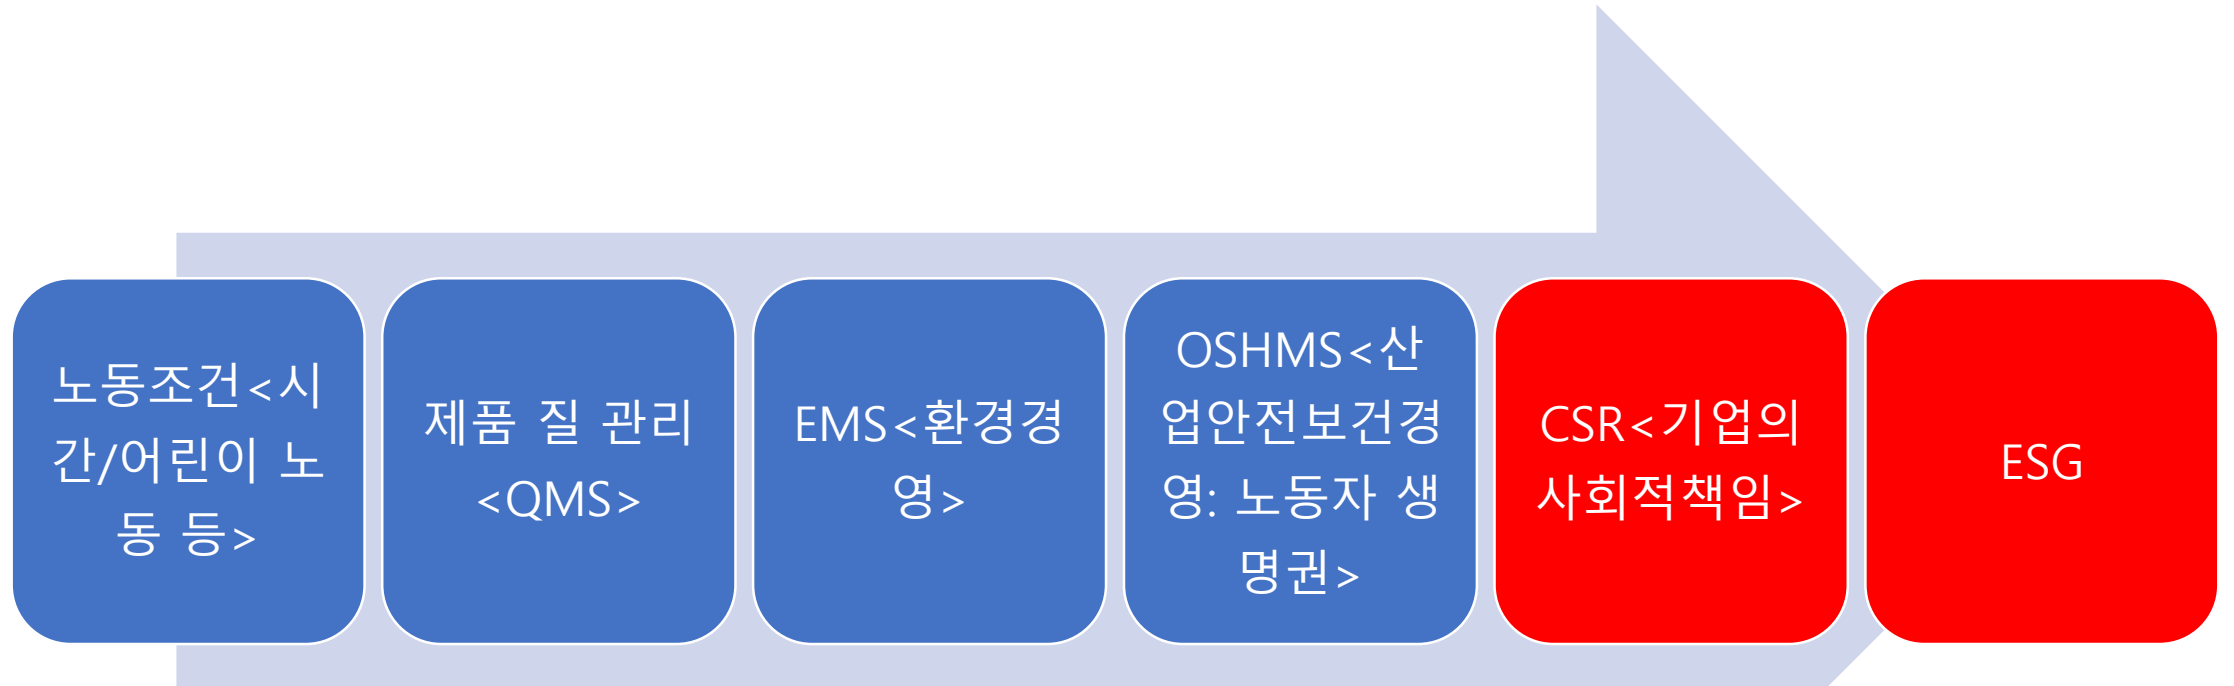 노동조건<시
간/어린이 노
동 등>
제품 질 관리
<QMS>
EMS<환경경
영>
OSHMS<산
업안전보건경
영: 노동자 생
명권>
CSR<기업의
사회적책임>
ESG